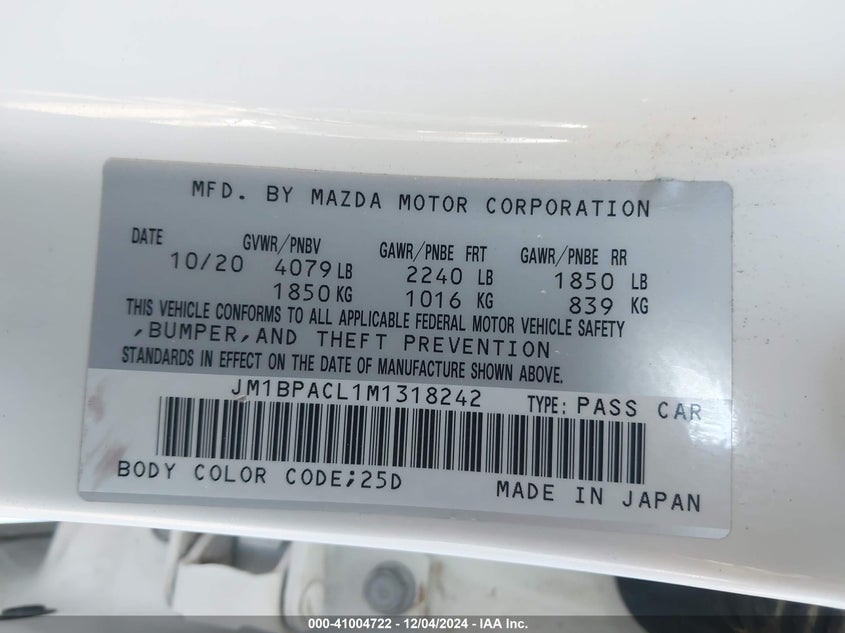 MFD. BY MAZDA MOTOR CORPORATION
DATE GVWR/PNBV GAWR/PNBE FRT GAWR/PNBE RR
10/20 4079 LB 2240 LB 1850 LB
1850 KG 1016 KG 839 KG
THIS VEHICLE CONFORMS TO ALL APPLICABLE FEDERAL MOTOR VEHICLE SAFETY
,BUMPER,AND THEFT PREVENTION
STANDARDS IN EFFECT ON THE DATE OF MANUFACTURE SHOWN ABOVE.
JM1BPACL1M1318242 TYPE: PASS CAR
BODY COLOR CODE;25D
MADE IN JAPAN
000-41004722 - 12/04/2024 - IAA Inc.